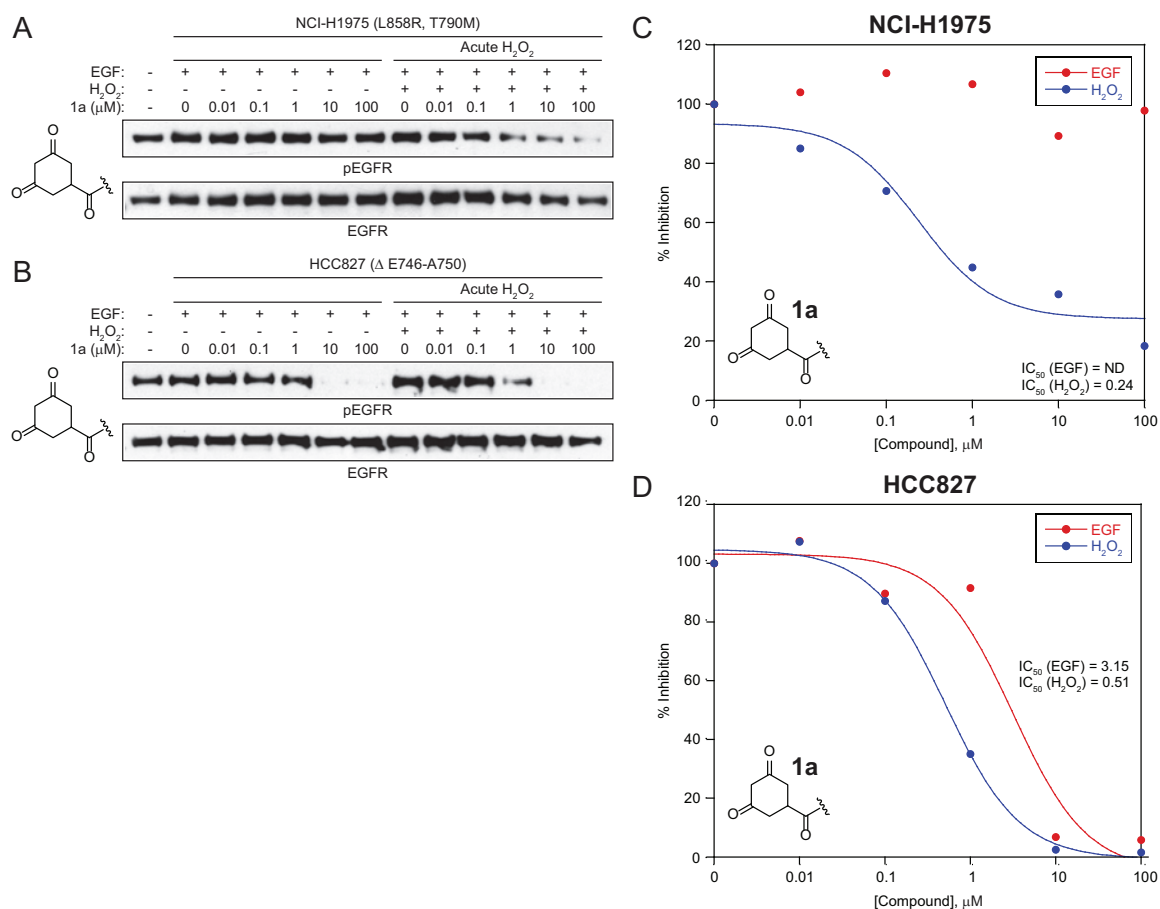 A
NCI-H1975 (L858R, T790M)
Acute H₂O₂
EGF: - + + + + + + + + + + + +
H₂O₂: - + + + + + +
1a (μM) - 0 0.01 0.1 1 10 100 0 0.01 0.1 1 10 100
pEGFR
EGFR
O
O
O
B
HCC827 (Δ E746-A750)
Acute H₂O₂
EGF: - + + + + + + + + + + + +
H₂O₂: - + + + + + +
1a (μM): - 0 0.01 0.1 1 10 100 0 0.01 0.1 1 10 100
pEGFR
EGFR
O
O
O
C
NCI-H1975
120
100
80
60
40
20
0
% Inhibition
EGF
H₂O₂
1a
O
O
O
IC₅₀ (EGF) = ND
IC₅₀ (H₂O₂) = 0.24
0 0.01 0.1 1 10 100
[Compound], μM
D
HCC827
120
100
80
60
40
20
0
% Inhibition
EGF
H₂O₂
IC₅₀ (EGF) = 3.15
IC₅₀ (H₂O₂) = 0.51
1a
O
O
O
0 0.01 0.1 1 10 100
[Compound], μM